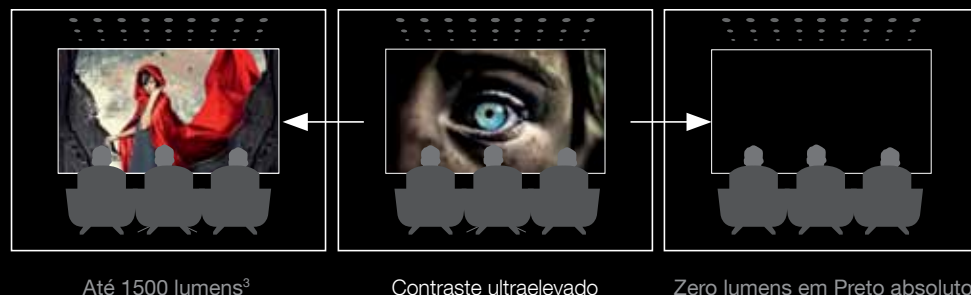 Até 1500 lumens³
Contraste ultraelevado
Zero lumens em Preto absoluto